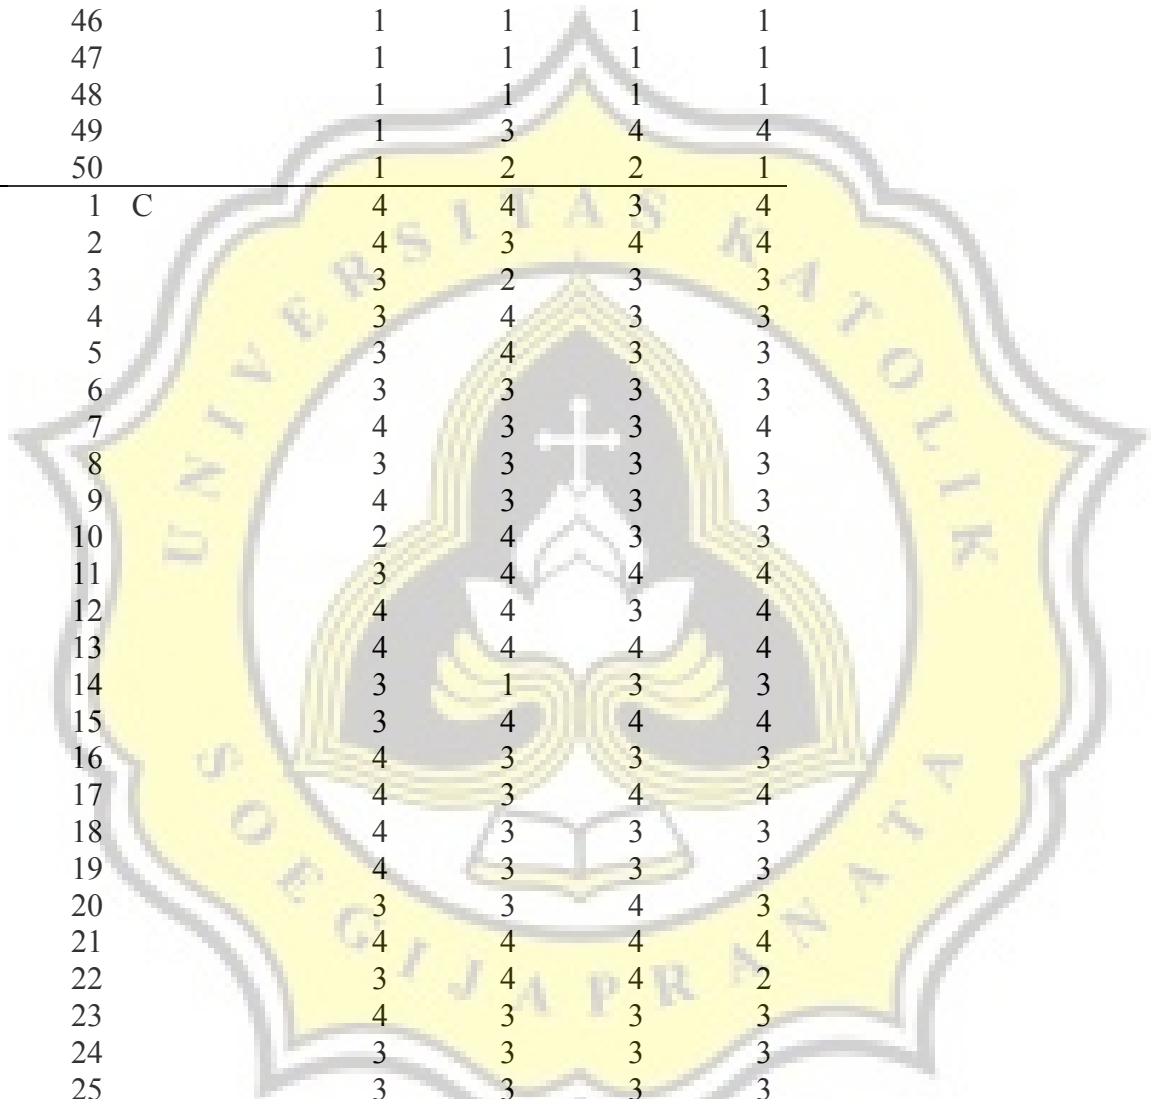 46 1 1 1 1
47 1 1 1 1
48 1 1 1 1
49 1 3 4 4
50 1 2 2 1
1 C 4 4 3 4
2 4 3 4 4
3 3 2 3 3
4 3 4 3 3
5 3 4 3 3
6 3 3 3 3
7 4 3 3 4
8 3 3 3 3
9 4 3 3 3
10 2 4 3 3
11 3 4 4 4
12 4 4 3 4
13 4 4 4 4
14 3 1 3 3
15 3 4 4 4
16 4 3 3 3
17 4 3 4 4
18 4 3 3 3
19 4 3 3 3
20 3 3 4 3
21 4 4 4 4
22 3 4 4 2
23 4 3 3 3
24 3 3 3 3
25 3 3 3 3
UNIVERSITAS KATOLIK
SOEGIJAPRANATA